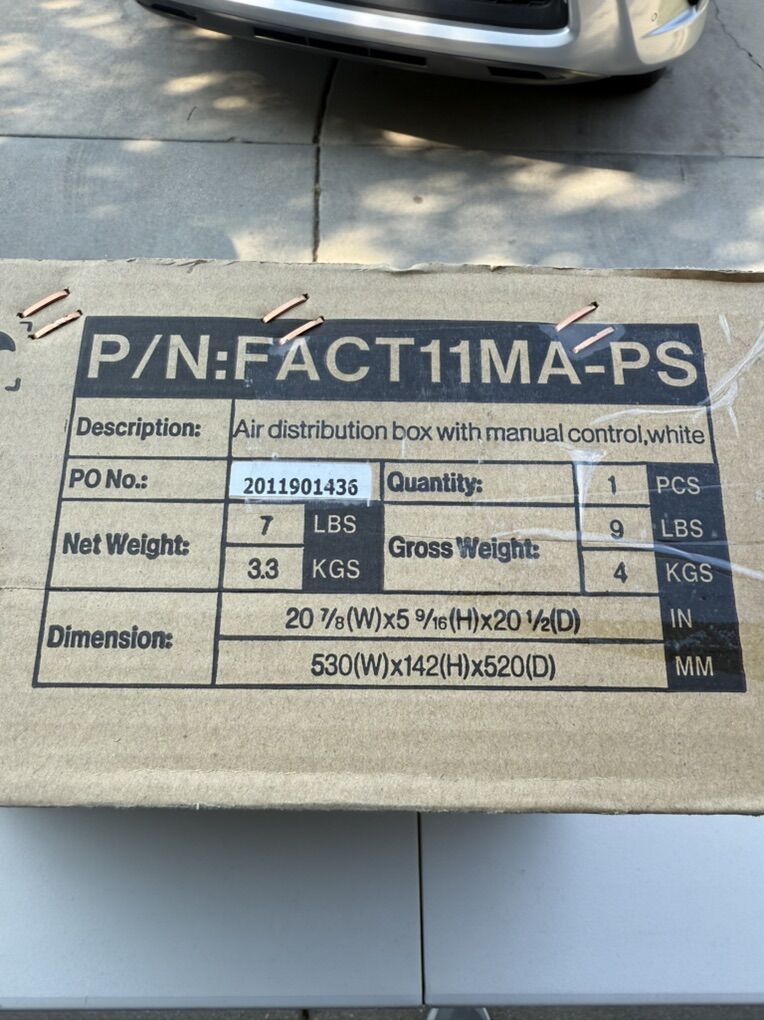 P/N:FACT11MA-PS
Description: Air distribution box with manual control,white
PO No.: 2011901436 Quantity: 1 PCS
Net Weight: 7 LBS Gross Weight: 9 LBS
3.3 KGS 4 KGS
Dimension: 20 7/8(W)x5 9/16(H)x20 1/2(D) IN
530(W)x142(H)x520(D) MM